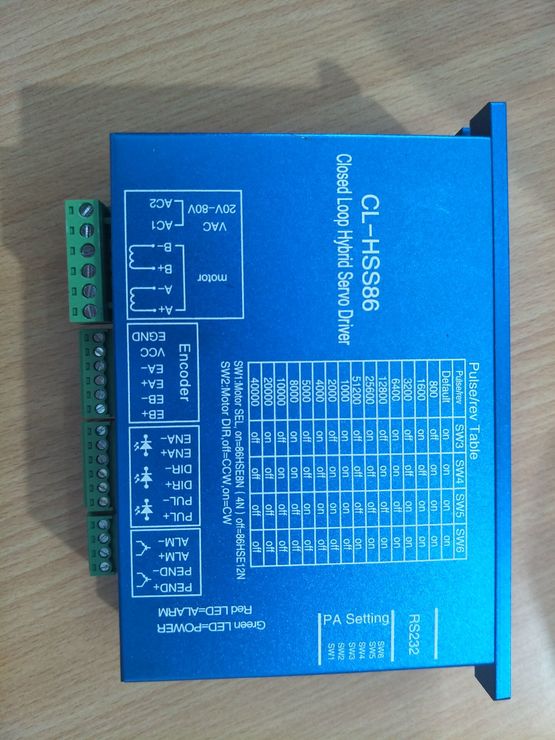 CL-HSS86
Closed Loop Hybrid Servo Driver
Pulse/rev Table
Pulse/rev SW3 SW4 SW5 SW6
Default on on on on
800 off on on on
1600 on off on on
3200 off off on on
6400 on on off on
12800 off on off on
25600 on off off on
51200 off off off on
1000 on on on off
2000 off on on off
4000 on off on off
5000 off off on off
8000 on on off off
10000 off on off off
20000 on off off off
40000 off off off off
SW1:Motor SEL, on=86HSE8N ( 4N ) off=86HSE12N
SW2:Motor DIR,off=CCW,on=CW
RS232
PA Setting
SW6
SW5
SW4
SW3
SW2
SW1
Green LED=POWER
Red LED=ALARM
PEND+
PEND-
ALM+
ALM-
PUL+
PUL-
DIR+
DIR-
ENA+
ENA-
Encoder
EB+
EB-
EA+
EA-
VCC
EGND
motor
A+
A-
B+
B-
VAC
20V-80V
AC1
AC2